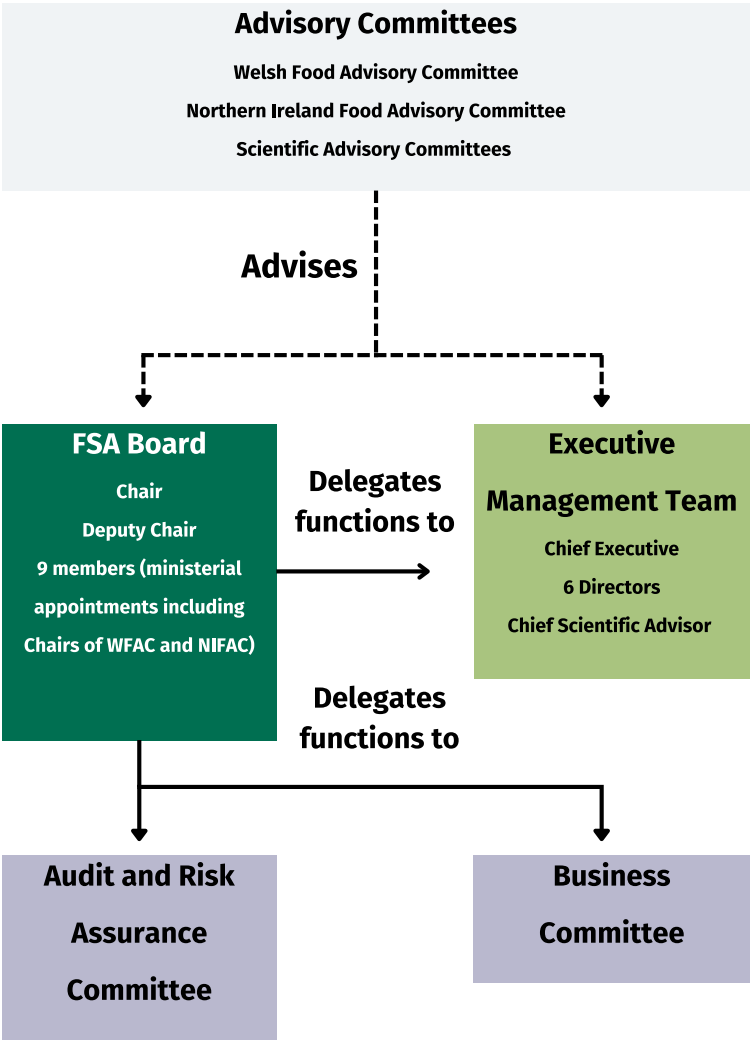 Advisory Committees
Welsh Food Advisory Committee
Northern Ireland Food Advisory Committee
Scientific Advisory Committees
Advises
FSA Board
Chair
Deputy Chair
9 members (ministerial
appointments including
Chairs of WFAC and NIFAC)
Delegates
functions to
Executive
Management Team
Chief Executive
6 Directors
Chief Scientific Advisor
Delegates
functions to
Audit and Risk
Assurance
Committee
Business
Committee